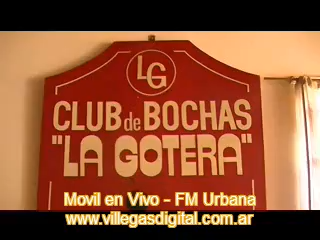 LG
CLUB de BOCHAS
"LA GOTERA"
Movil en Vivo - FM Urbana
www.villegasdigital.com.ar